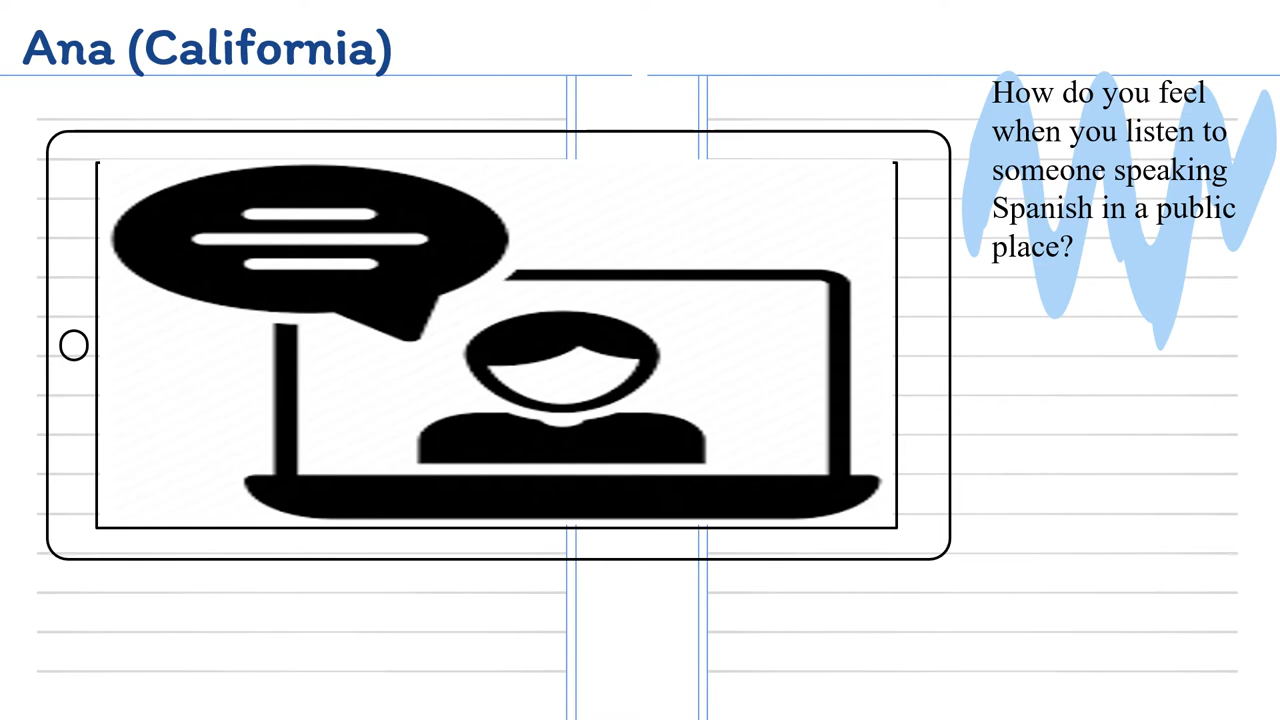 Ana (California)
How do you feel
when you listen to
someone speaking
Spanish in a public
place?